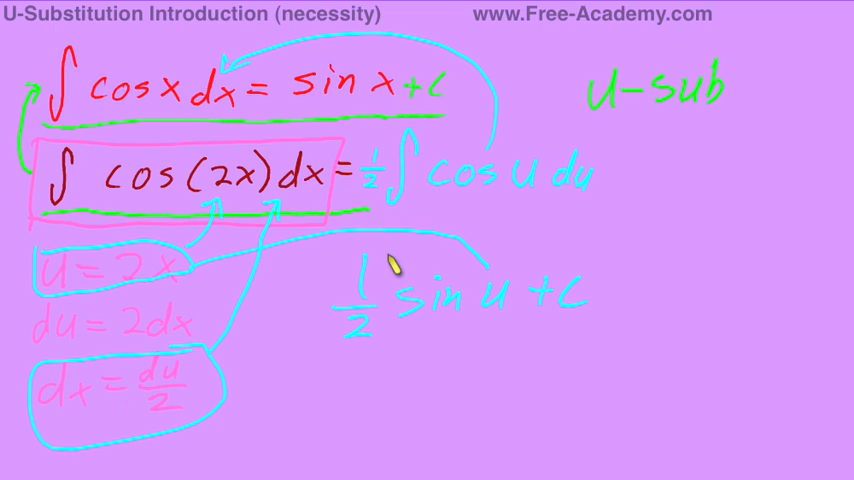 U-Substitution Introduction (necessity) www.Free-Academy.com
∫ cosx dx = sin x + c
u-sub
∫ cos(2x)dx = 1/2 ∫ cos u du
u = 2x
1/2 sin u + c
du = 2dx
dx = du/2